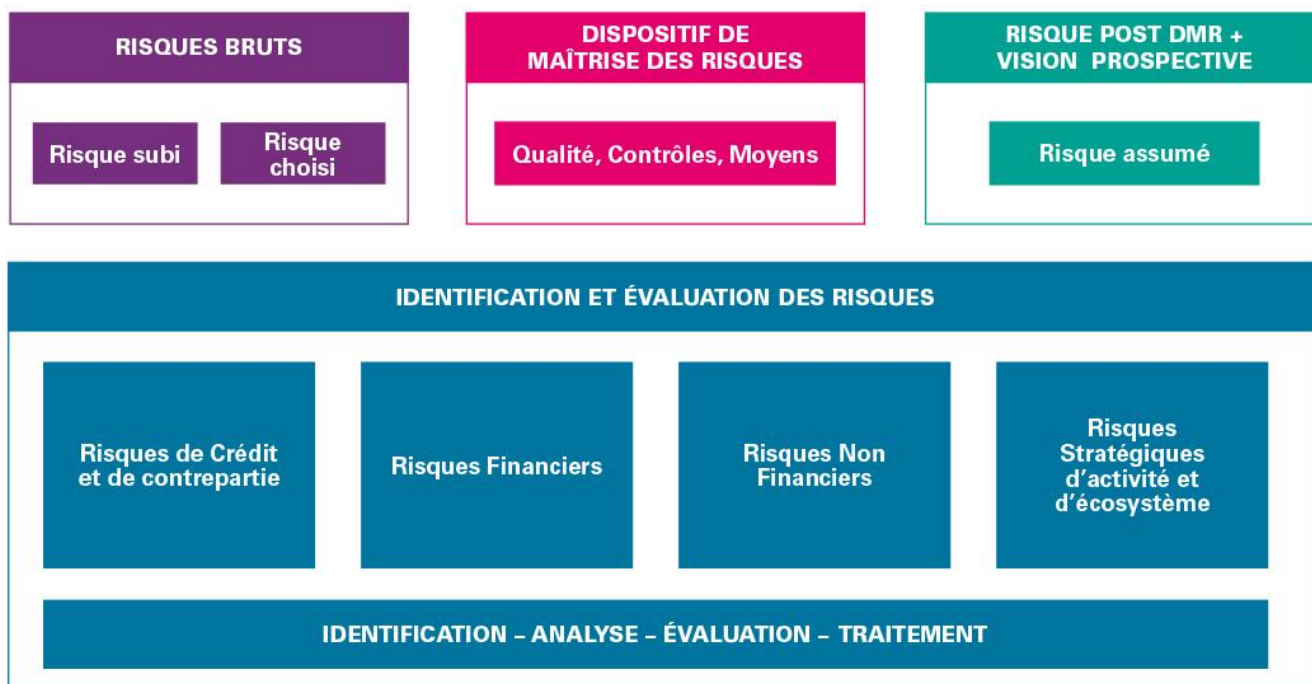 RISQUES BRUTS
Risque subi
Risque
choisi
DISPOSITIF DE
MAÎTRISE DES RISQUES
Qualité, Contrôles, Moyens
RISQUE POST DMR +
VISION PROSPECTIVE
Risque assumé
IDENTIFICATION ET ÉVALUATION DES RISQUES
Risques de Crédit
et de contrepartie
Risques Financiers
Risques Non
Financiers
Risques
Stratégiques
d’activité et
d’écosystème
IDENTIFICATION – ANALYSE – ÉVALUATION – TRAITEMENT